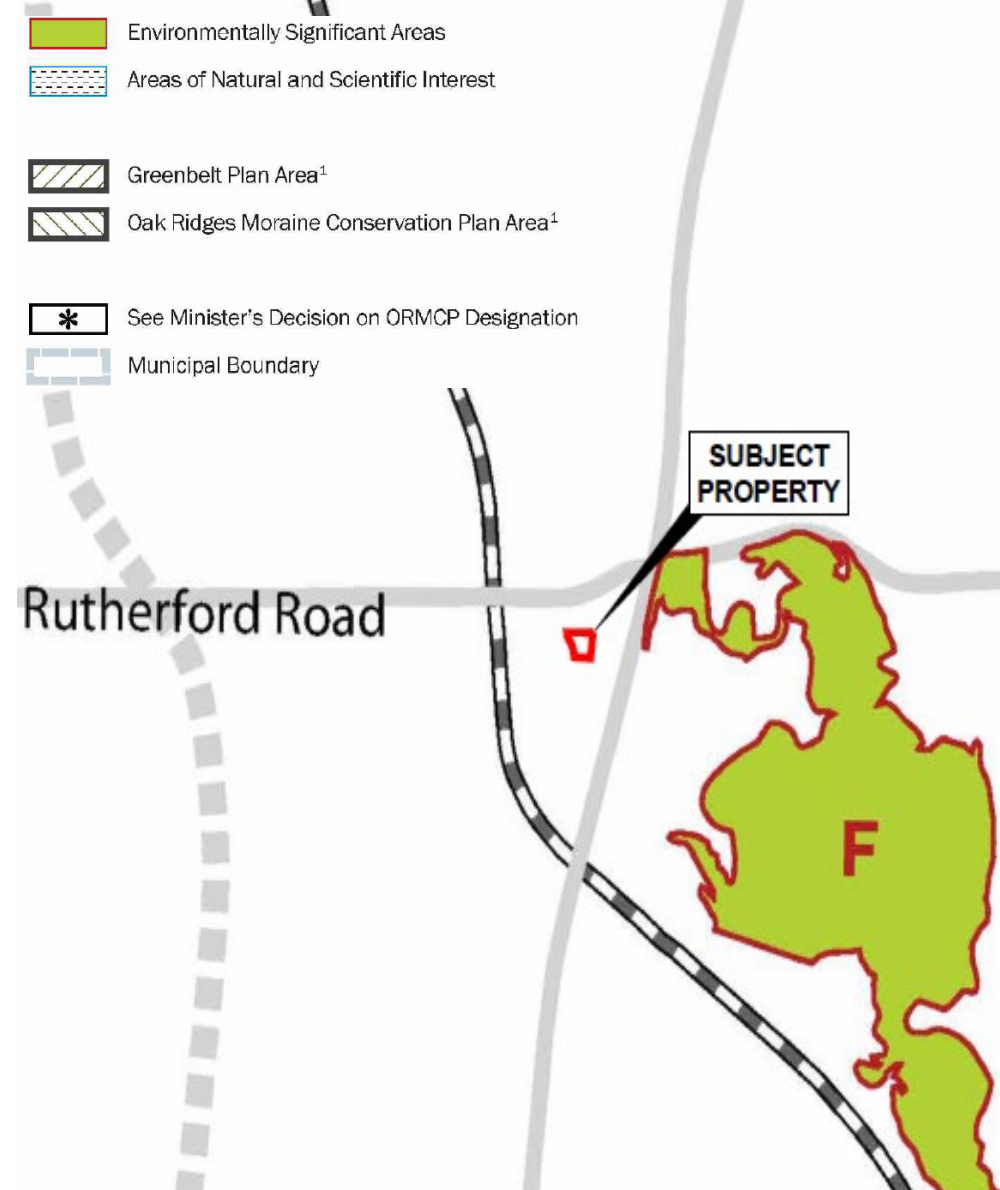 Environmentally Significant Areas
Areas of Natural and Scientific Interest
Greenbelt Plan Area¹
Oak Ridges Moraine Conservation Plan Area¹
* See Minister's Decision on ORMCP Designation
Municipal Boundary
SUBJECT
PROPERTY
Rutherford Road
F